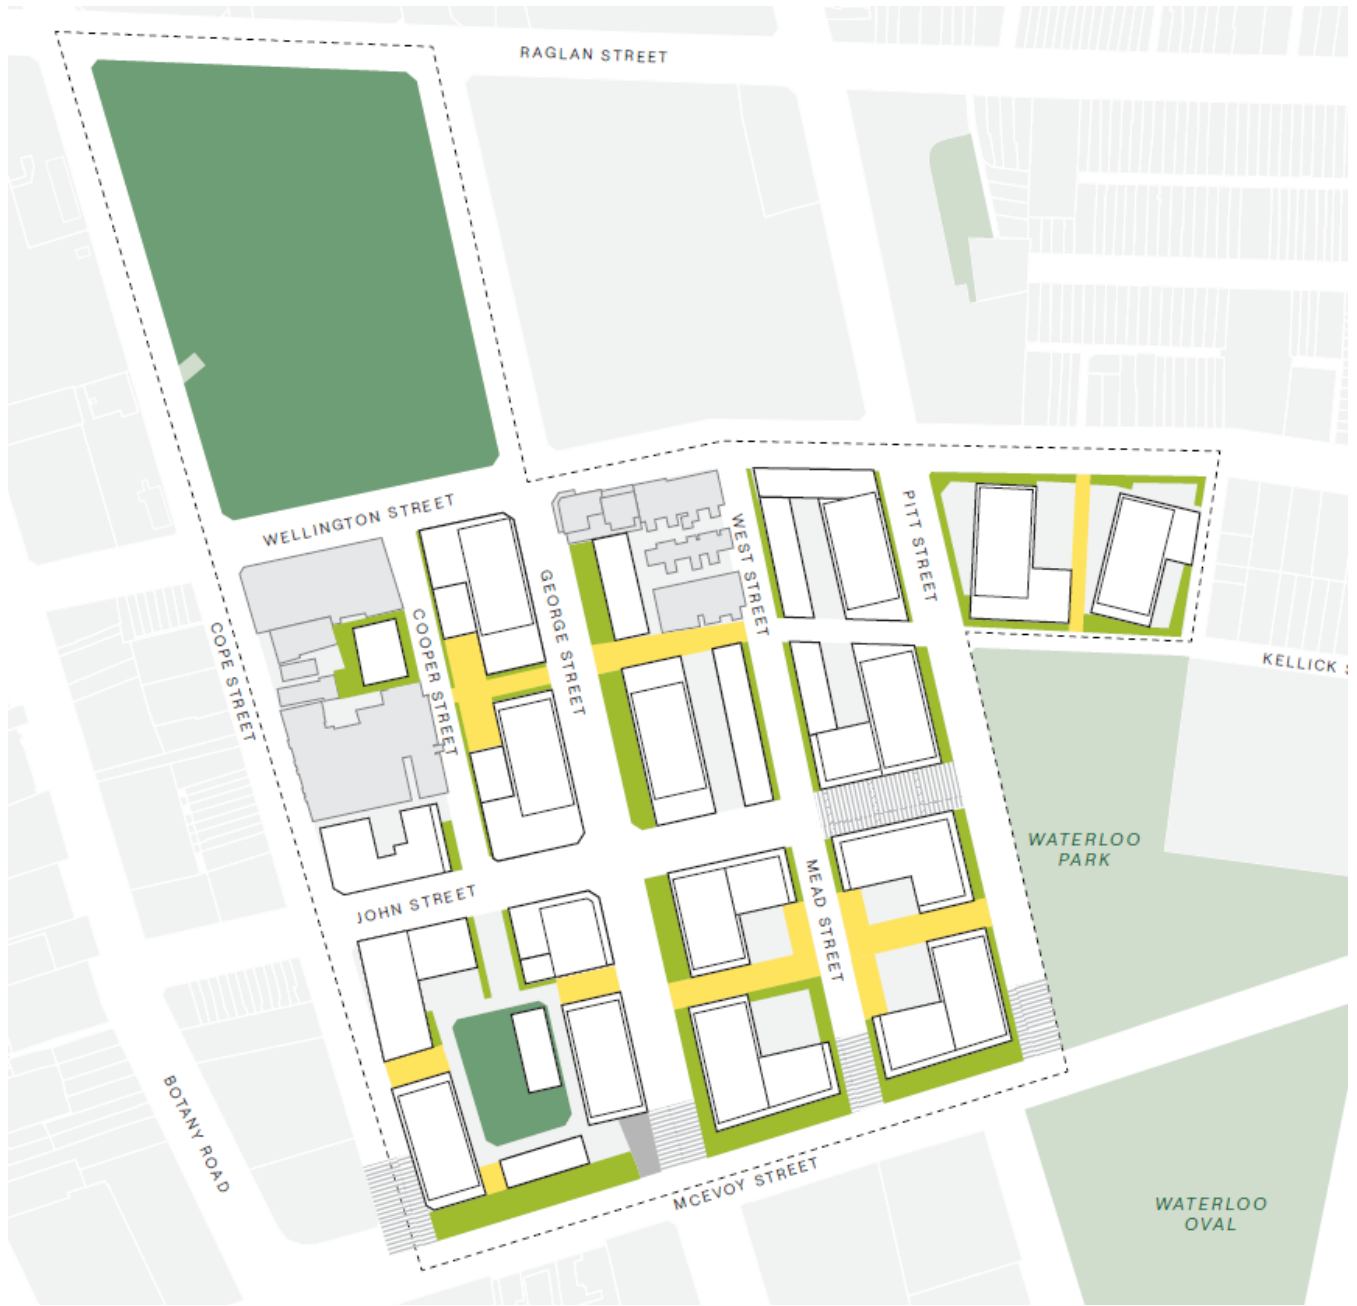 RAGLAN STREET
WELLINGTON STREET
PITT STREET
WEST STREET
GEORGE STREET
COOPER STREET
COPE STREET
KELLICK S
WATERLOO
PARK
MEAD STREET
JOHN STREET
BOTANY ROAD
MCEVOY STREET
WATERLOO
OVAL